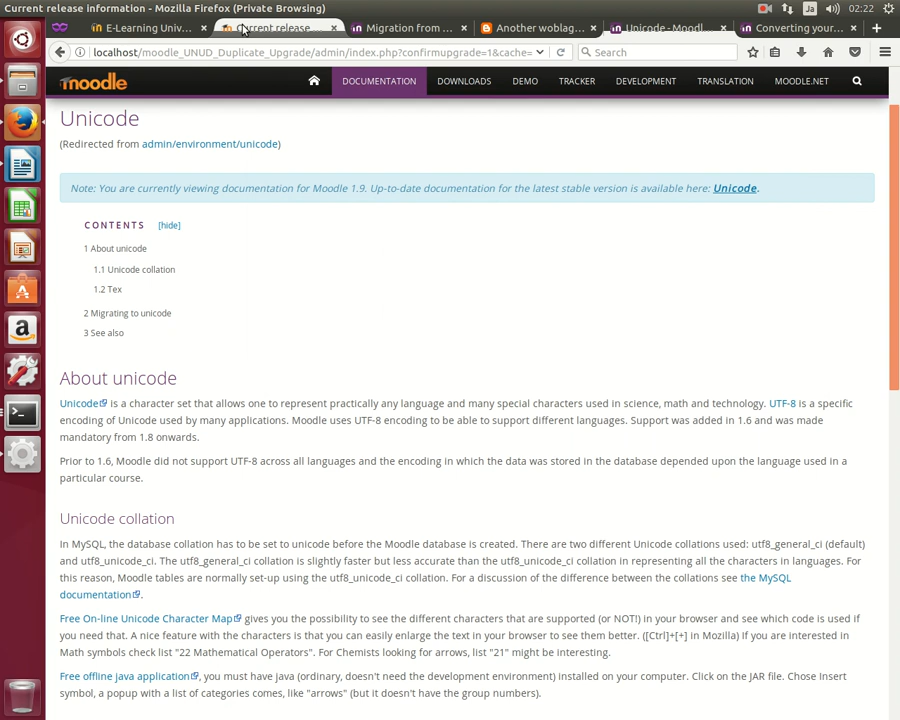 Current release information - Mozilla Firefox (Private Browsing)
Ja
02:22
E-Learning Univ...
Current release...
Migration from ...
Another woblag...
Unicode - Moodl...
Converting your...
localhost/moodle_UNUD_Duplicate_Upgrade/admin/index.php?confirmupgrade=1&cache=
Search
moodle
DOCUMENTATION
DOWNLOADS
DEMO
TRACKER
DEVELOPMENT
TRANSLATION
MOODLE.NET
Unicode
(Redirected from admin/environment/unicode)
Note: You are currently viewing documentation for Moodle 1.9. Up-to-date documentation for the latest stable version is available here: Unicode.
CONTENTS [hide]
1 About unicode
1.1 Unicode collation
1.2 Tex
2 Migrating to unicode
3 See also
About unicode
Unicode is a character set that allows one to represent practically any language and many special characters used in science, math and technology. UTF-8 is a specific
encoding of Unicode used by many applications. Moodle uses UTF-8 encoding to be able to support different languages. Support was added in 1.6 and was made
mandatory from 1.8 onwards.
Prior to 1.6, Moodle did not support UTF-8 across all languages and the encoding in which the data was stored in the database depended upon the language used in a
particular course.
Unicode collation
In MySQL, the database collation has to be set to unicode before the Moodle database is created. There are two different Unicode collations used: utf8_general_ci (default)
and utf8_unicode_ci. The utf8_general_ci collation is slightly faster but less accurate than the utf8_unicode_ci collation in representing all the characters in languages. For
this reason, Moodle tables are normally set-up using the utf8_unicode_ci collation. For a discussion of the difference between the collations see the MySQL
documentation.
Free On-line Unicode Character Map gives you the possibility to see the different characters that are supported (or NOT!) in your browser and see which code is used if
you need that. A nice feature with the characters is that you can easily enlarge the text in your browser to see them better. ([Ctrl]+[+] in Mozilla) If you are interested in
Math symbols check list "22 Mathematical Operators". For Chemists looking for arrows, list "21" might be interesting.
Free offline java application, you must have java (ordinary, doesn't need the development environment) installed on your computer. Click on the JAR file. Chose Insert
symbol, a popup with a list of categories comes, like "arrows" (but it doesn't have the group numbers).